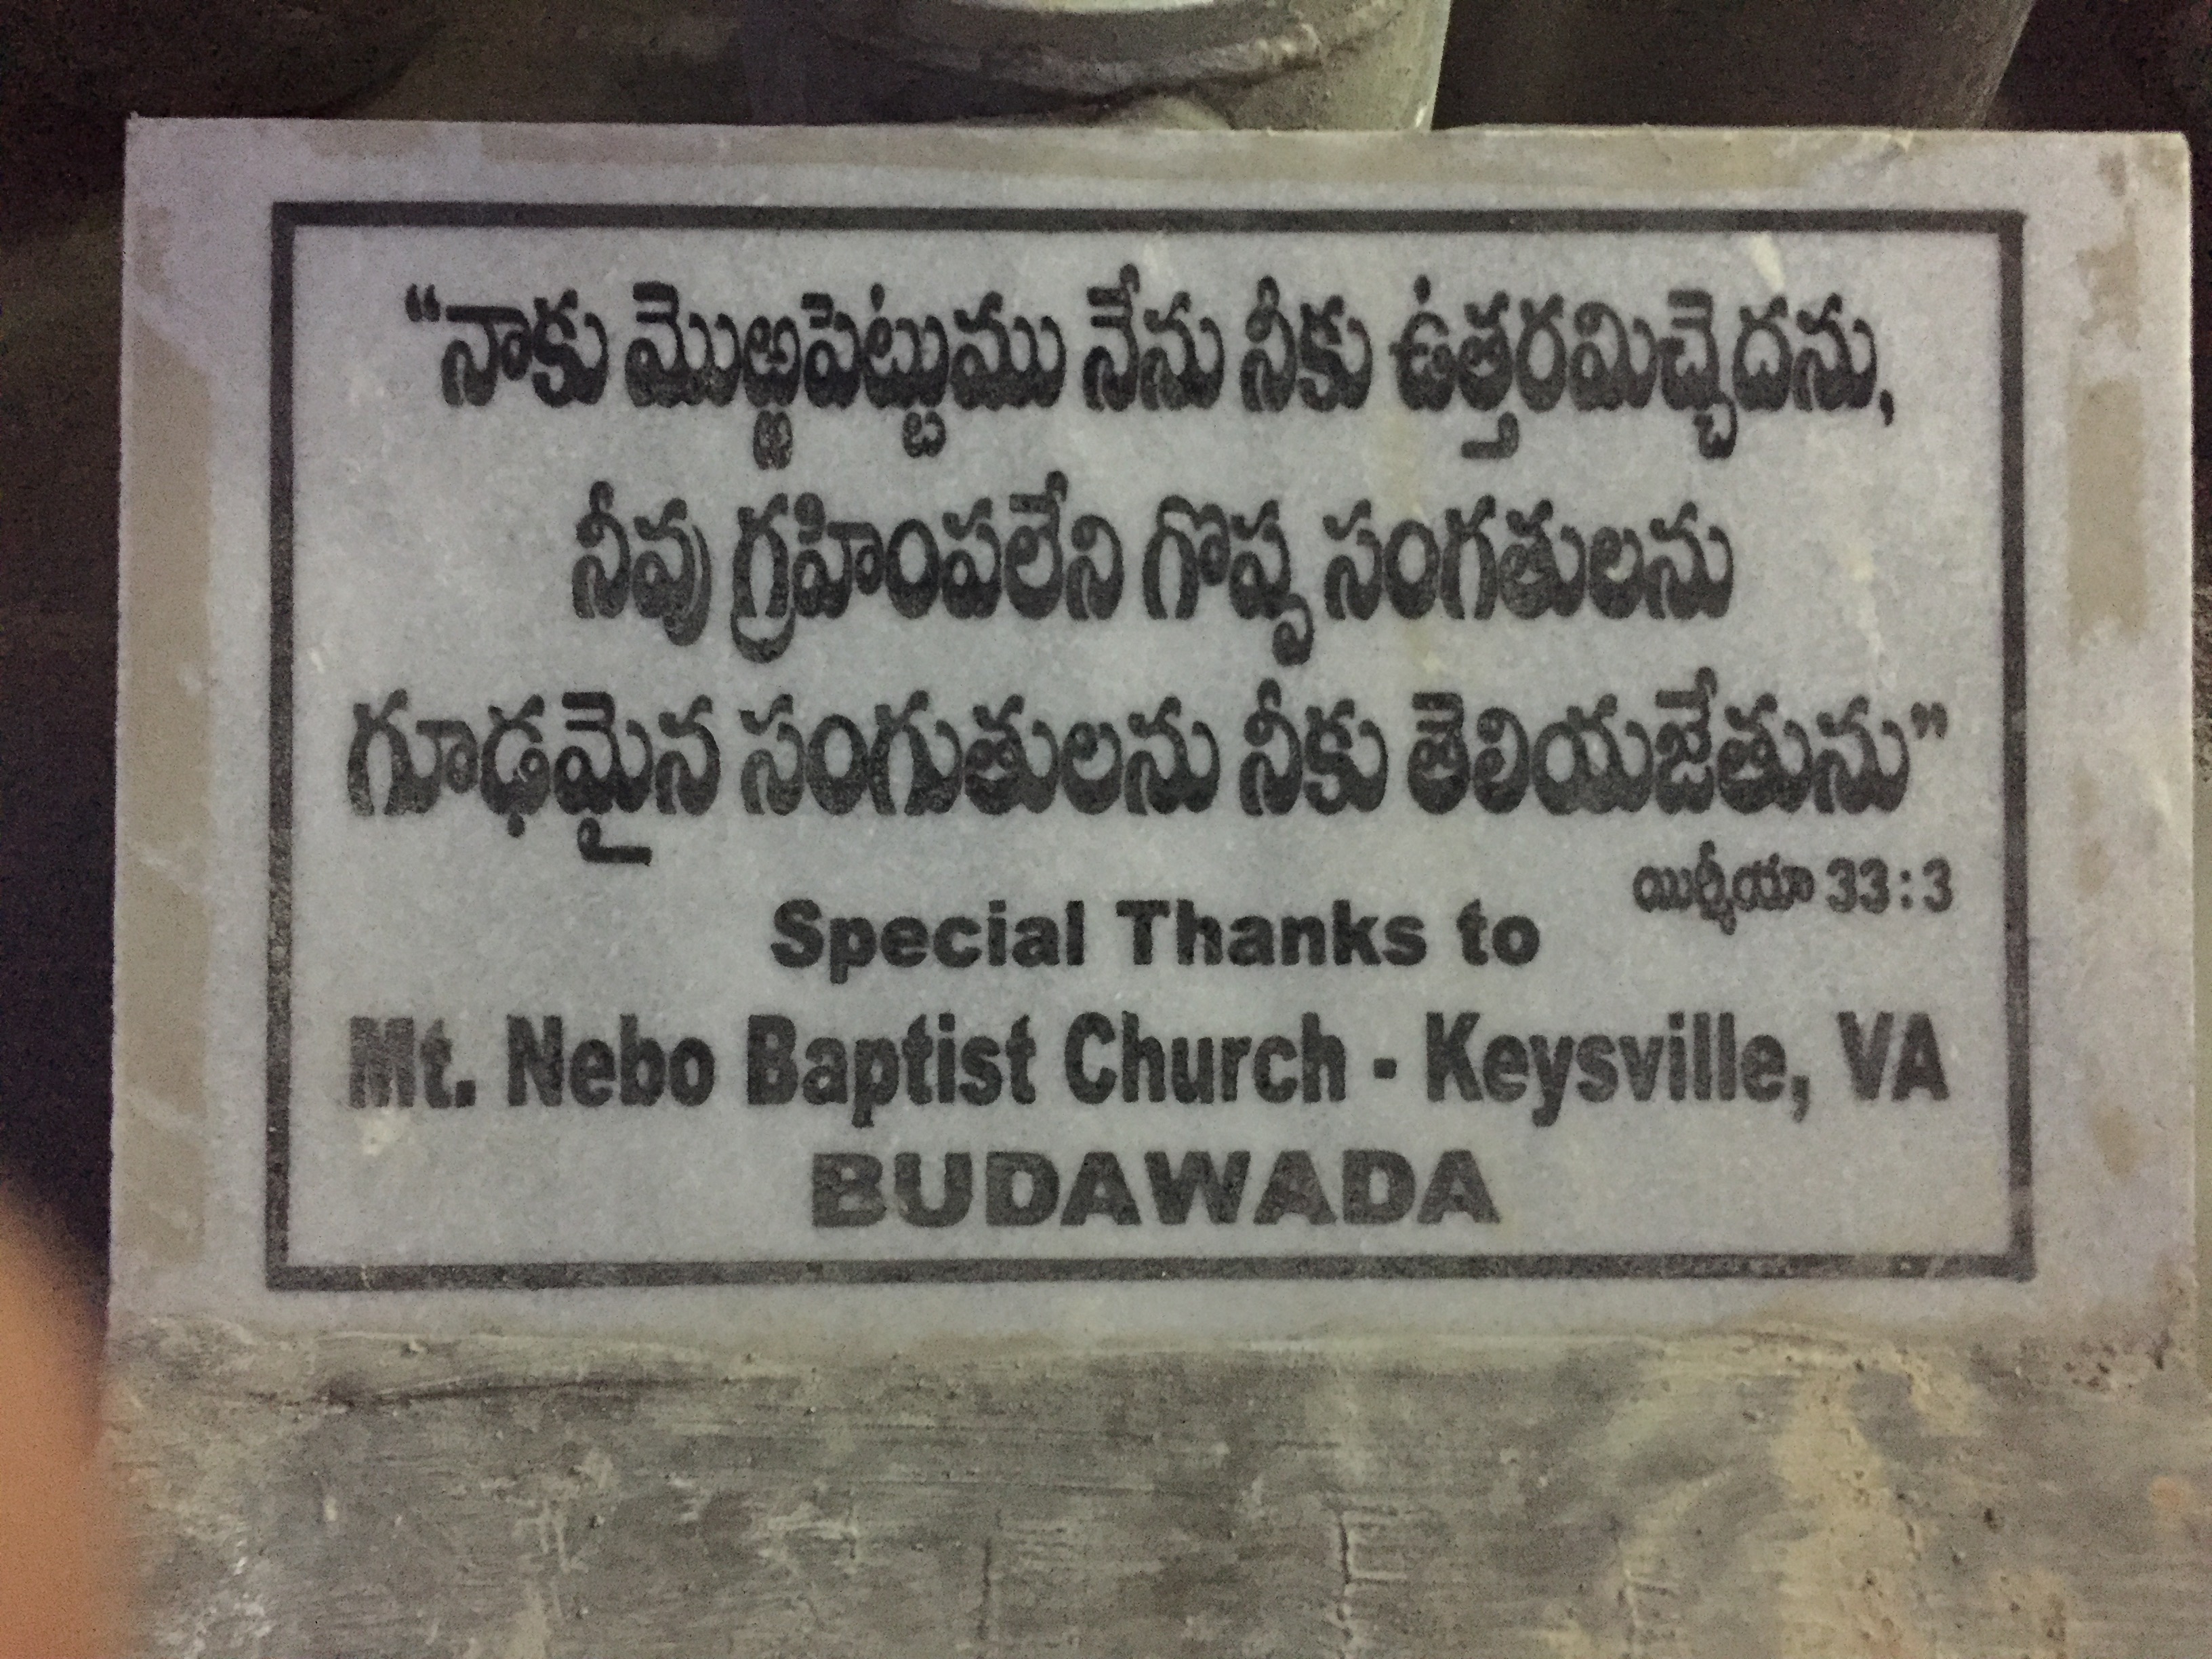 “నాకు మొఱ్ఱపెట్టుము నేను నీకు ఉత్తరమిచ్చెదను,
నీవు గ్రహింపలేని గొప్ప సంగతులను
గూఢమైన సంగుతులను నీకు తెలియజేతును”
యిర్మీయా 33:3
Special Thanks to
Mt. Nebo Baptist Church - Keysville, VA
BUDAWADA